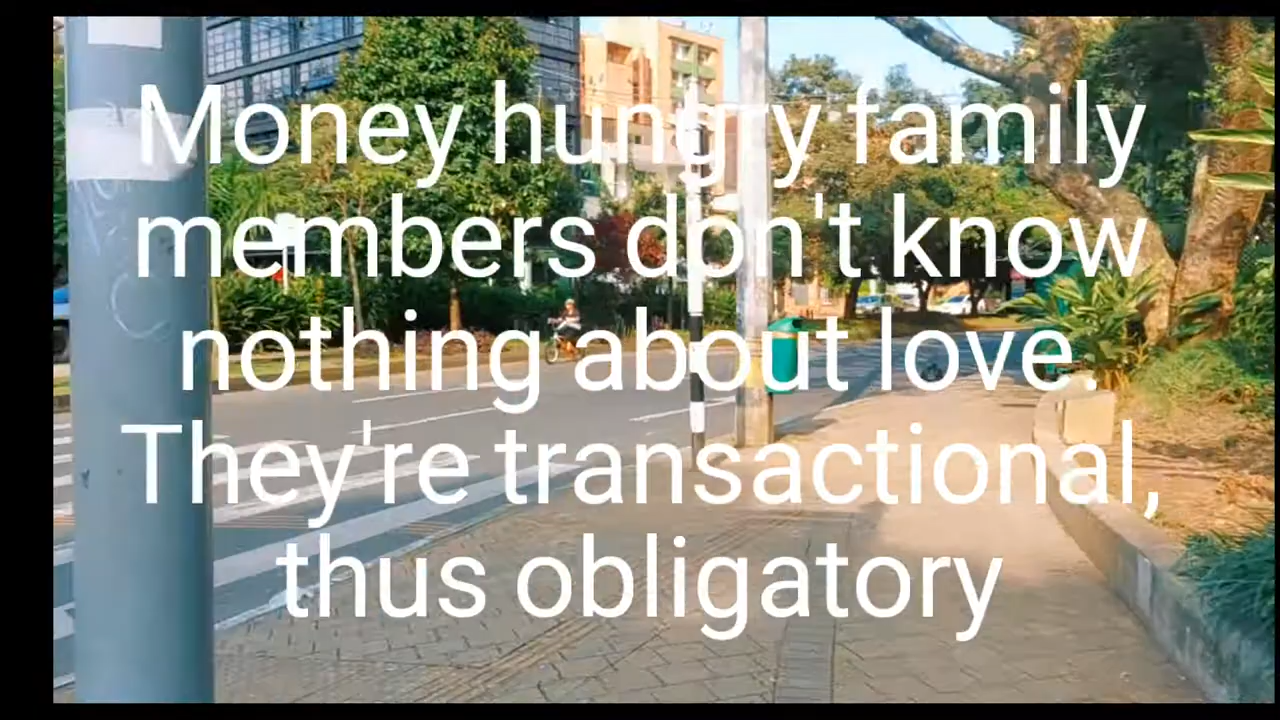 Money hungry family
members don't know
nothing about love.
They're transactional,
thus obligatory